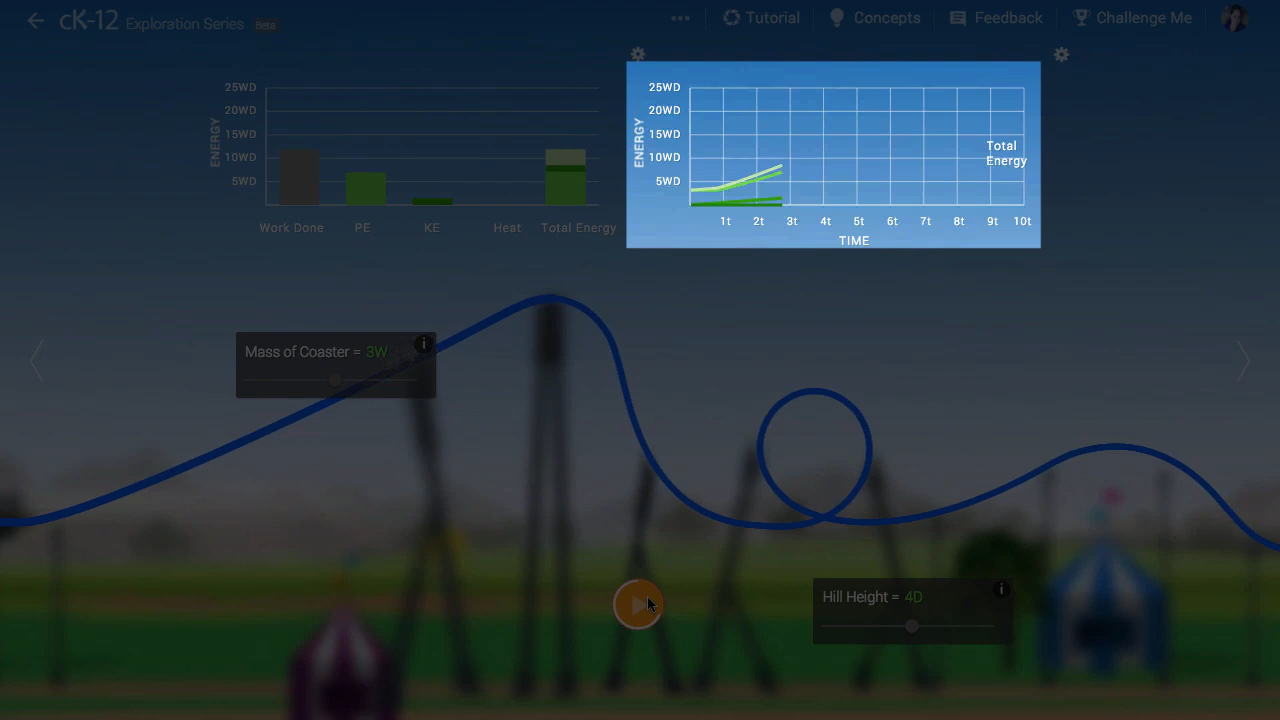 cK-12 Exploration Series Beta
••• Tutorial Concepts Feedback Challenge Me
25WD
20WD
15WD
10WD
5WD
ENERGY
Work Done PE KE Heat Total Energy
25WD
20WD
15WD
10WD
5WD
ENERGY
Total
Energy
1t 2t 3t 4t 5t 6t 7t 8t 9t 10t
TIME
Mass of Coaster = 3W
i
Hill Height = 4D
i